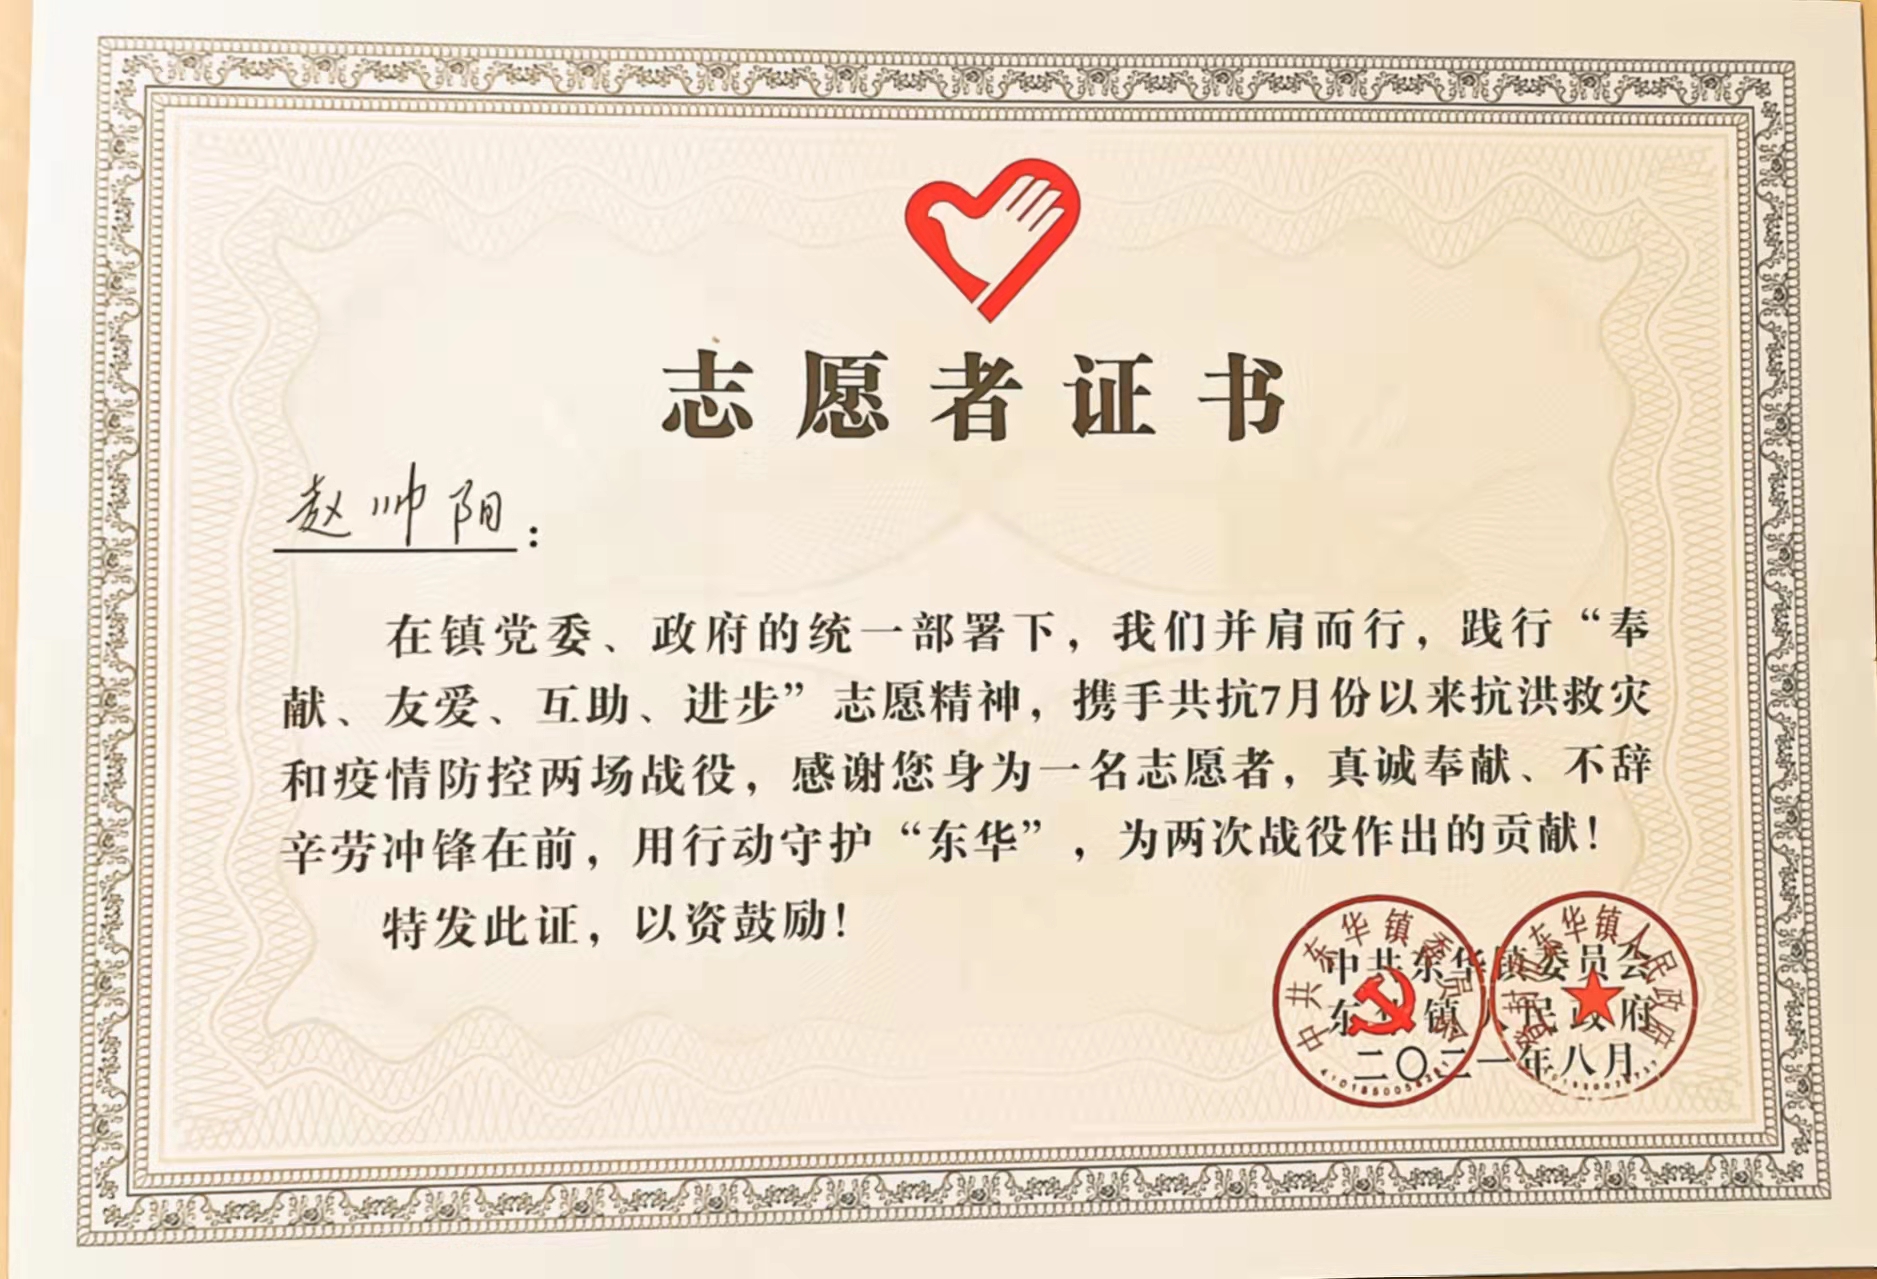 志愿者证书
赵帅阳：
在镇党委、政府的统一部署下，我们并肩而行，践行“奉
献、友爱、互助、进步”志愿精神，携手共抗7月份以来抗洪救灾
和疫情防控两场战役，感谢您身为一名志愿者，真诚奉献、不辞
辛劳冲锋在前，用行动守护“东华”，为两次战役作出的贡献！
特发此证，以资鼓励！
中共东华镇委员会
东华镇人民政府
二〇二一年八月
中共东华镇委员会
登封市东华镇人民政府